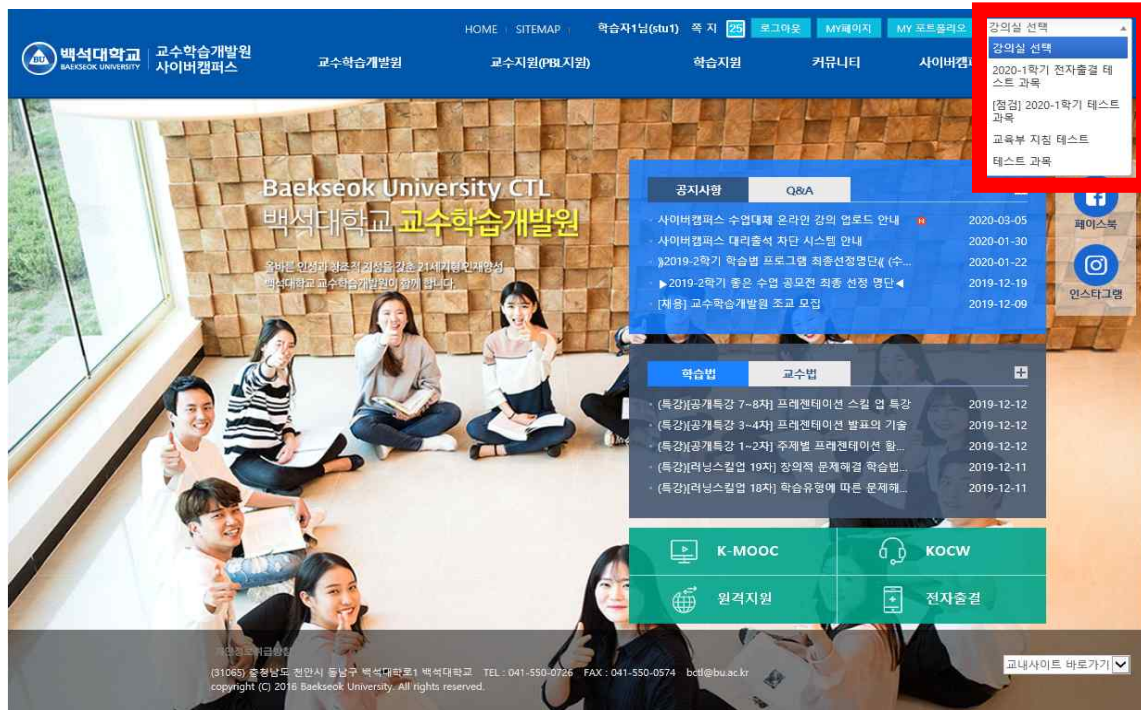 HOME SITEMAP 학습자1님(stu1) 쪽 지 25 로그아웃 MY페이지 MY 포트폴리오 강의실 선택
BU 백석대학교 BAEKSEOK UNIVERSITY 교수학습개발원
사이버캠퍼스
교수학습개발원 교수지원(PBL지원) 학습지원 커뮤니티 사이버캠퍼
강의실 선택
2020-1학기 전자출결 테
스트 과목
[점검] 2020-1학기 테스트
과목
교육부 지침 테스트
테스트 과목
Baekseok University CTL
백석대학교 교수학습개발원
올바른 인성과 창조적 지성을 갖춘 21세기형 인재양성
백석대학교 교수학습개발원이 함께 합니다.
공지사항 Q&A
사이버캠퍼스 수업대체 온라인 강의 업로드 안내 H 2020-03-05
사이버캠퍼스 대리출석 차단 시스템 안내 2020-01-30
》2019-2학기 학습법 프로그램 최종선정명단《 (수... 2020-01-22
▶2019-2학기 좋은 수업 공모전 최종 선정 명단◀ 2019-12-19
[채용] 교수학습개발원 조교 모집 2019-12-09
페이스북
인스타그램
학습법 교수법
(특강)[공개특강 7~8차] 프레젠테이션 스킬 업 특강 2019-12-12
(특강)[공개특강 3~4차] 프레젠테이션 발표의 기술 2019-12-12
(특강)[공개특강 1~2차] 주제별 프레젠테이션 활... 2019-12-12
(특강)[러닝스킬업 19차] 창의적 문제해결 학습법... 2019-12-11
(특강)[러닝스킬업 18차] 학습유형에 따른 문제해... 2019-12-11
K-MOOC KOCW
원격지원 전자출결
개인정보취급방침
(31065) 충청남도 천안시 동남구 백석대학로1 백석대학교 TEL : 041-550-0726 FAX : 041-550-0574 bctl@bu.ac.kr
copyright (C) 2016 Baekseok University. All rights reserved.
교내사이트 바로가기